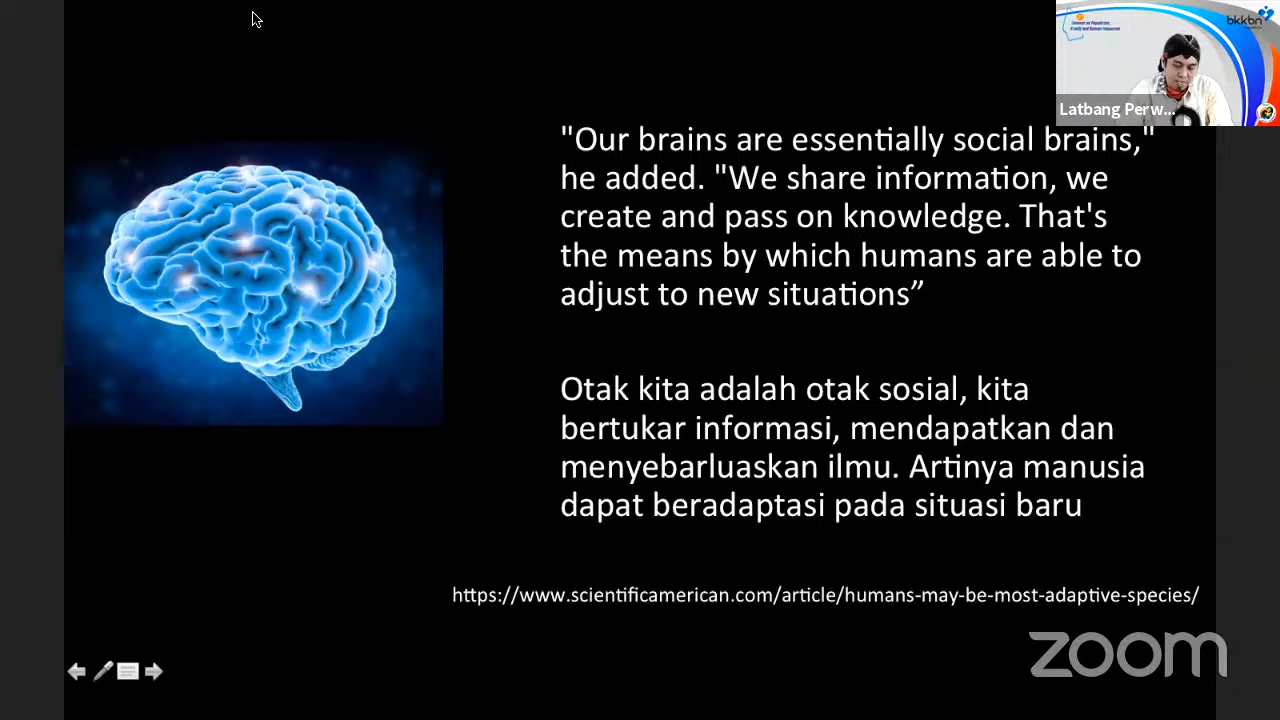 bkkbn
Latbang Perw...
"Our brains are essentially social brains,"
he added. "We share information, we
create and pass on knowledge. That's
the means by which humans are able to
adjust to new situations”
Otak kita adalah otak sosial, kita
bertukar informasi, mendapatkan dan
menyebarluaskan ilmu. Artinya manusia
dapat beradaptasi pada situasi baru
https://www.scientificamerican.com/article/humans-may-be-most-adaptive-species/
zoom